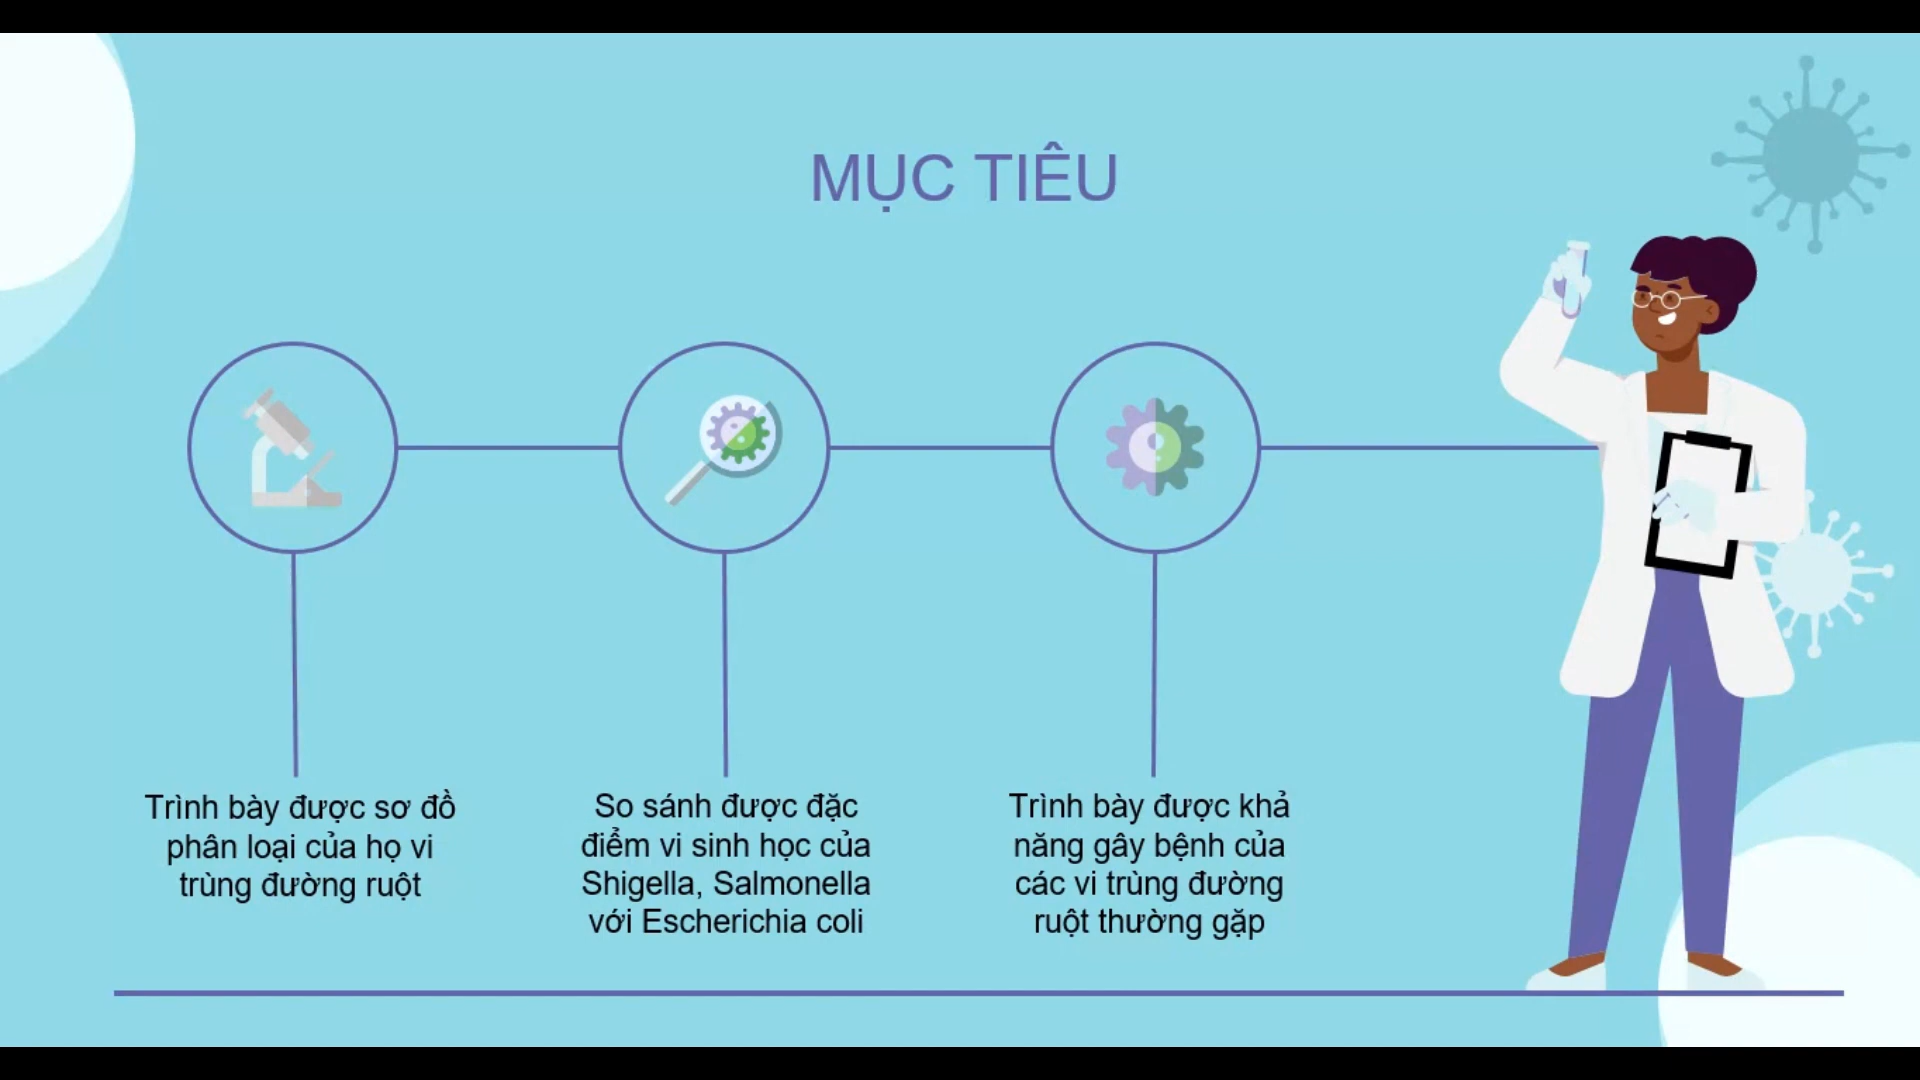 MỤC TIÊU
Trình bày được sơ đồ
phân loại của họ vi
trùng đường ruột
So sánh được đặc
điểm vi sinh học của
Shigella, Salmonella
với Escherichia coli
Trình bày được khả
năng gây bệnh của
các vi trùng đường
ruột thường gặp